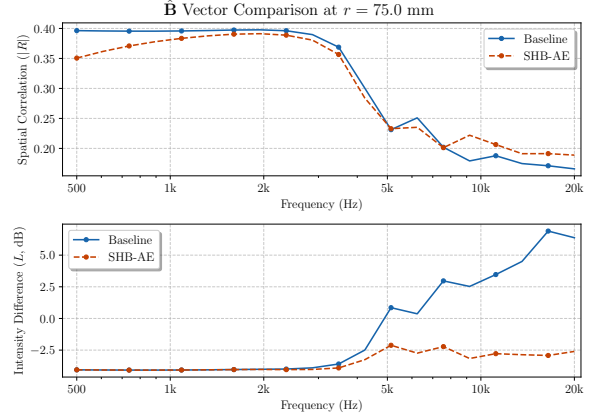 B̂ Vector Comparison at r = 75.0 mm
Spatial Correlation (|R|)
0.40
0.35
0.30
0.25
0.20
Baseline
SHB-AE
500
1k
2k
5k
10k
20k
Frequency (Hz)
Intensity Difference (L, dB)
5.0
2.5
0.0
−2.5
Baseline
SHB-AE
500
1k
2k
5k
10k
20k
Frequency (Hz)